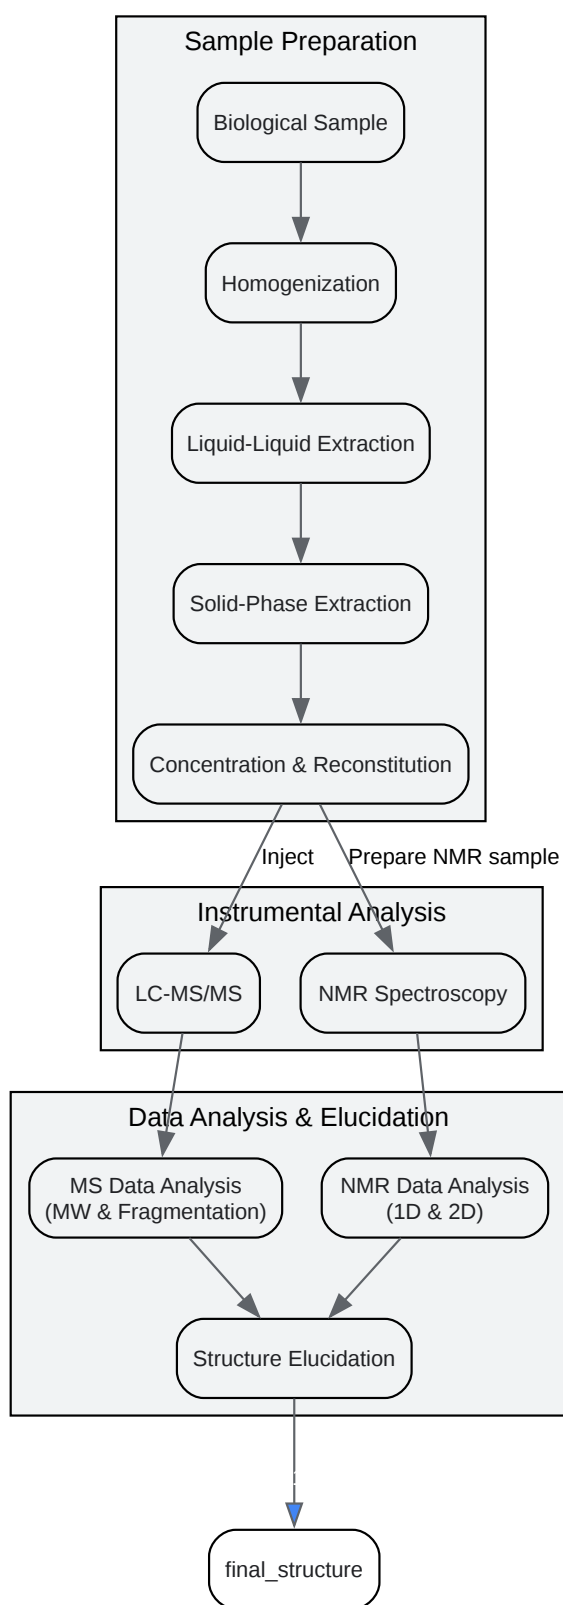 Sample Preparation
Biological Sample
Homogenization
Liquid-Liquid Extraction
Solid-Phase Extraction
Concentration & Reconstitution
Inject
Prepare NMR sample
Instrumental Analysis
LC-MS/MS
NMR Spectroscopy
Data Analysis & Elucidation
MS Data Analysis
(MW & Fragmentation)
NMR Data Analysis
(1D & 2D)
Structure Elucidation
final_structure